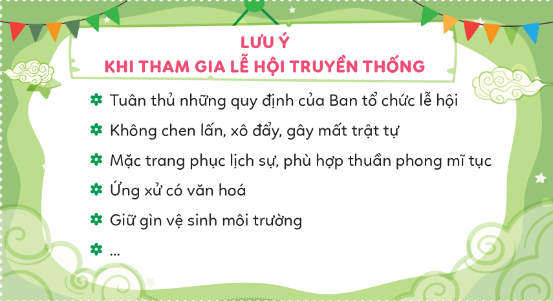 LƯU Ý
KHI THAM GIA LỄ HỘI TRUYỀN THỐNG
Tuân thủ những quy định của Ban tổ chức lễ hội
Không chen lấn, xô đẩy, gây mất trật tự
Mặc trang phục lịch sự, phù hợp thuần phong mĩ tục
Ứng xử có văn hoá
Giữ gìn vệ sinh môi trường
...